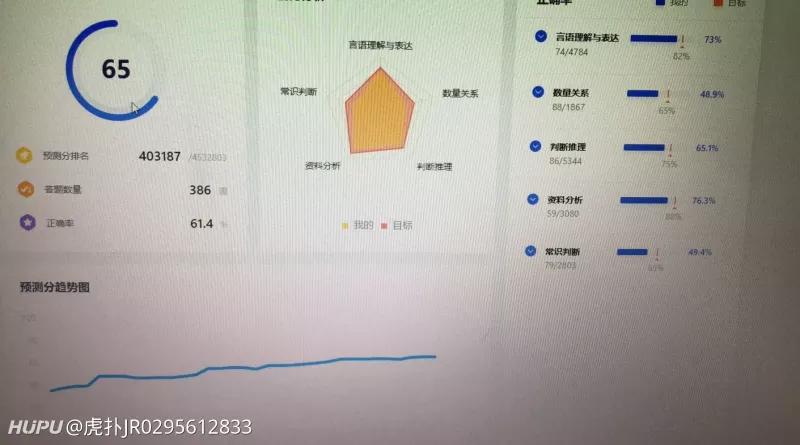 正确率
我的 目标
65
预测分排名 403187 /4532803
答题数量 386 道
正确率 61.4 %
言语理解与表达
常识判断
数量关系
资料分析
判断推理
我的 目标
言语理解与表达 73%
74/4784 82%
数量关系 48.9%
88/1867 65%
判断推理 65.1%
86/5344 75%
资料分析 76.3%
59/3080 88%
常识判断 49.4%
79/2803 65%
预测分趋势图
HUPU@虎扑JR0295612833